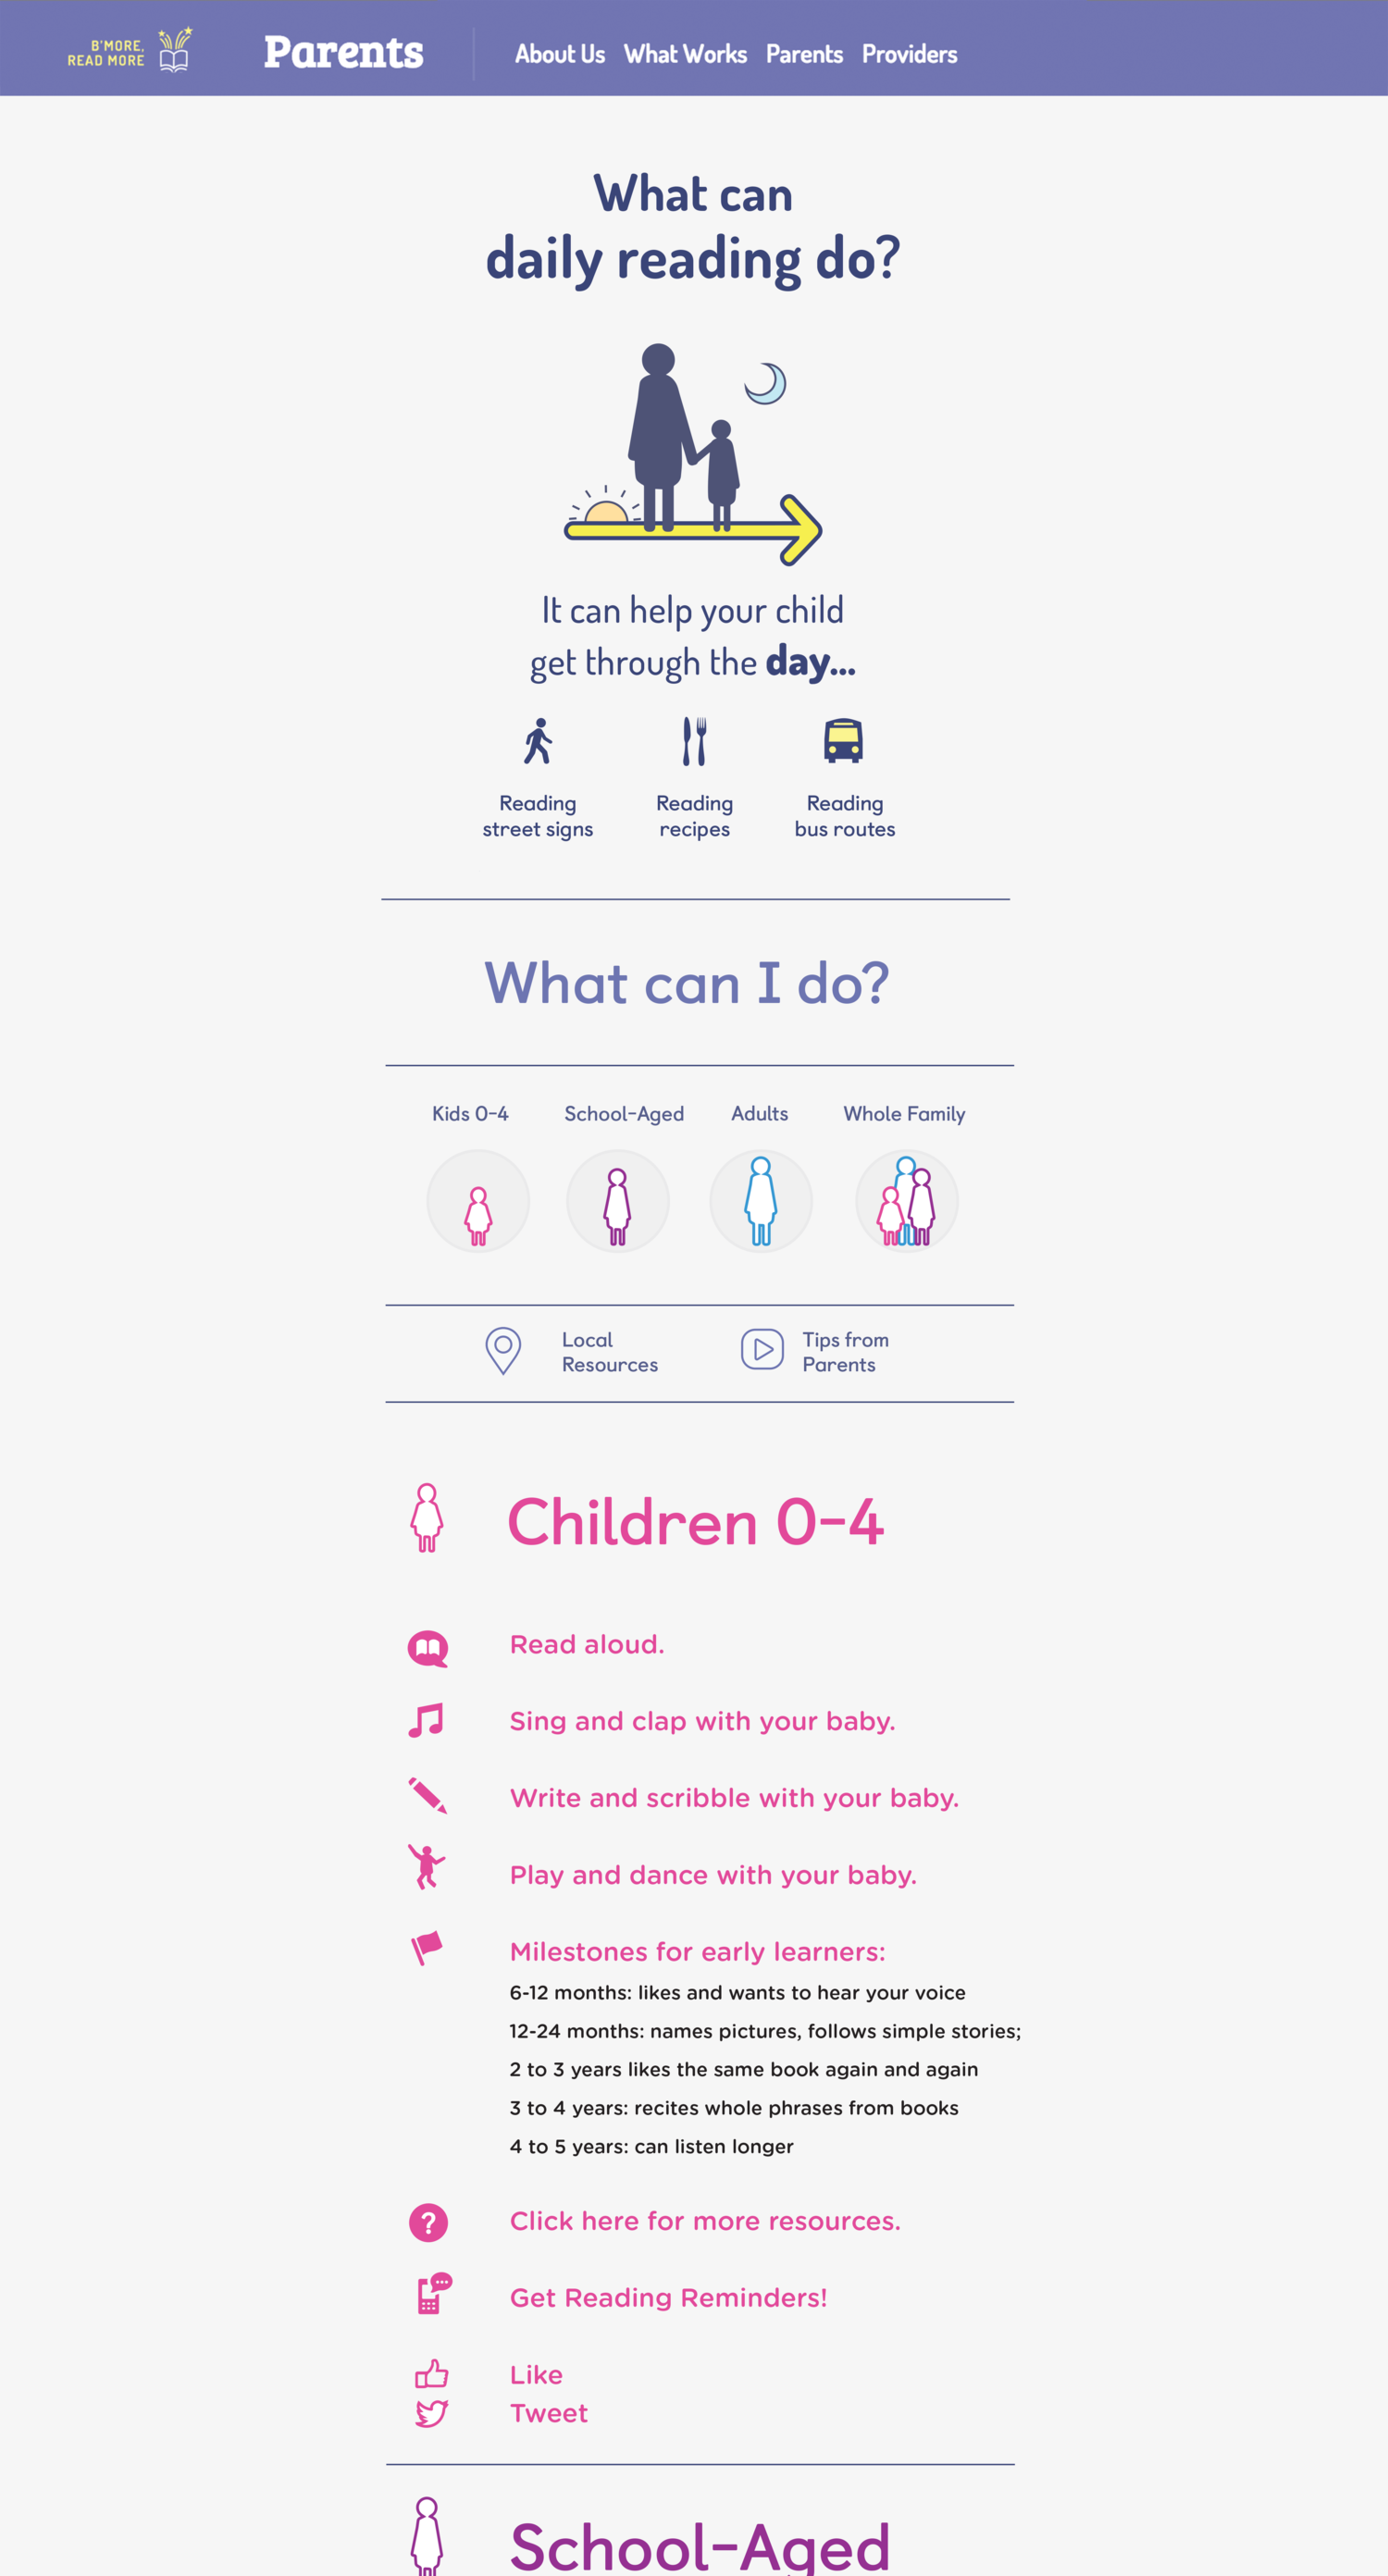 B'MORE,
READ MORE
Parents
About Us What Works Parents Providers
What can
daily reading do?
It can help your child
get through the day...
Reading
street signs
Reading
recipes
Reading
bus routes
What can I do?
Kids 0-4
School-Aged
Adults
Whole Family
Local
Resources
Tips from
Parents
Children 0-4
Read aloud.
Sing and clap with your baby.
Write and scribble with your baby.
Play and dance with your baby.
Milestones for early learners:
6-12 months: likes and wants to hear your voice
12-24 months: names pictures, follows simple stories;
2 to 3 years likes the same book again and again
3 to 4 years: recites whole phrases from books
4 to 5 years: can listen longer
?
Click here for more resources.
Get Reading Reminders!
Like
Tweet
School-Aged